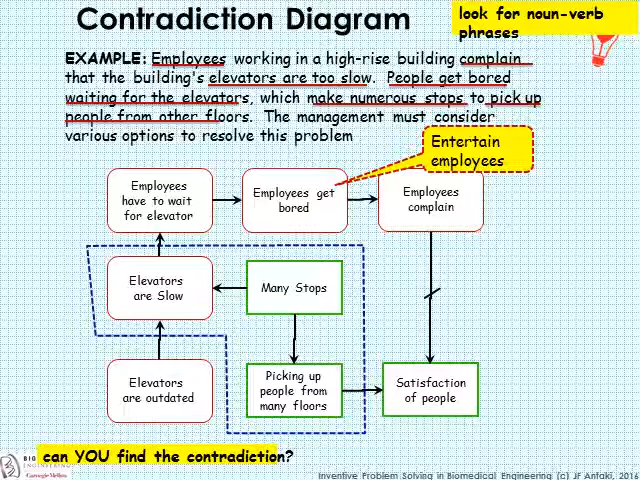 Contradiction Diagram
look for noun-verb
phrases
EXAMPLE: Employees working in a high-rise building complain
that the building's elevators are too slow. People get bored
waiting for the elevators, which make numerous stops to pick up
people from other floors. The management must consider
various options to resolve this problem
Entertain
employees
Employees
have to wait
for elevator
Employees get
bored
Employees
complain
Elevators
are Slow
Many Stops
Elevators
are outdated
Picking up
people from
many floors
Satisfaction
of people
can YOU find the contradiction?
Carnegie Mellon
Inventive Problem Solving in Biomedical Engineering (c) JF Antaki, 2016